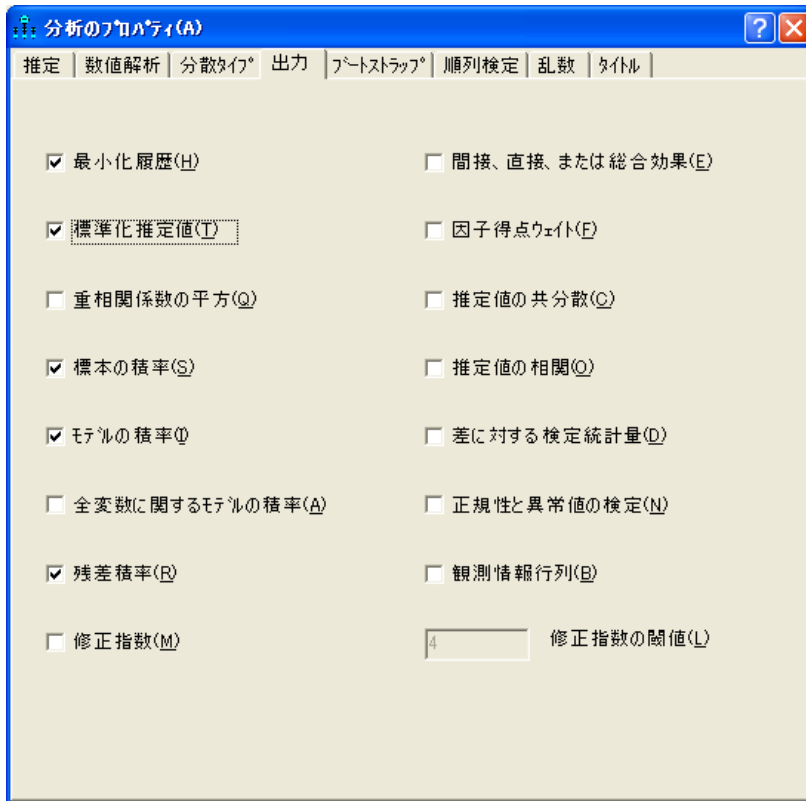 分析のﾌﾟﾛﾊﾟﾃｨ(A)
推定 数値解析 分散ﾀｲﾌﾟ 出力 ﾌﾞｰﾄｽﾄﾗｯﾌﾟ 順列検定 乱数 ﾀｲﾄﾙ
最小化履歴(H)
間接、直接、または総合効果(E)
標準化推定値(T)
因子得点ｳｪｲﾄ(F)
重相関係数の平方(Q)
推定値の共分散(C)
標本の積率(S)
推定値の相関(O)
ﾓﾃﾞﾙの積率(I)
差に対する検定統計量(D)
全変数に関するﾓﾃﾞﾙの積率(A)
正規性と異常値の検定(N)
残差積率(R)
観測情報行列(B)
修正指数(M)
4 修正指数の閾値(L)